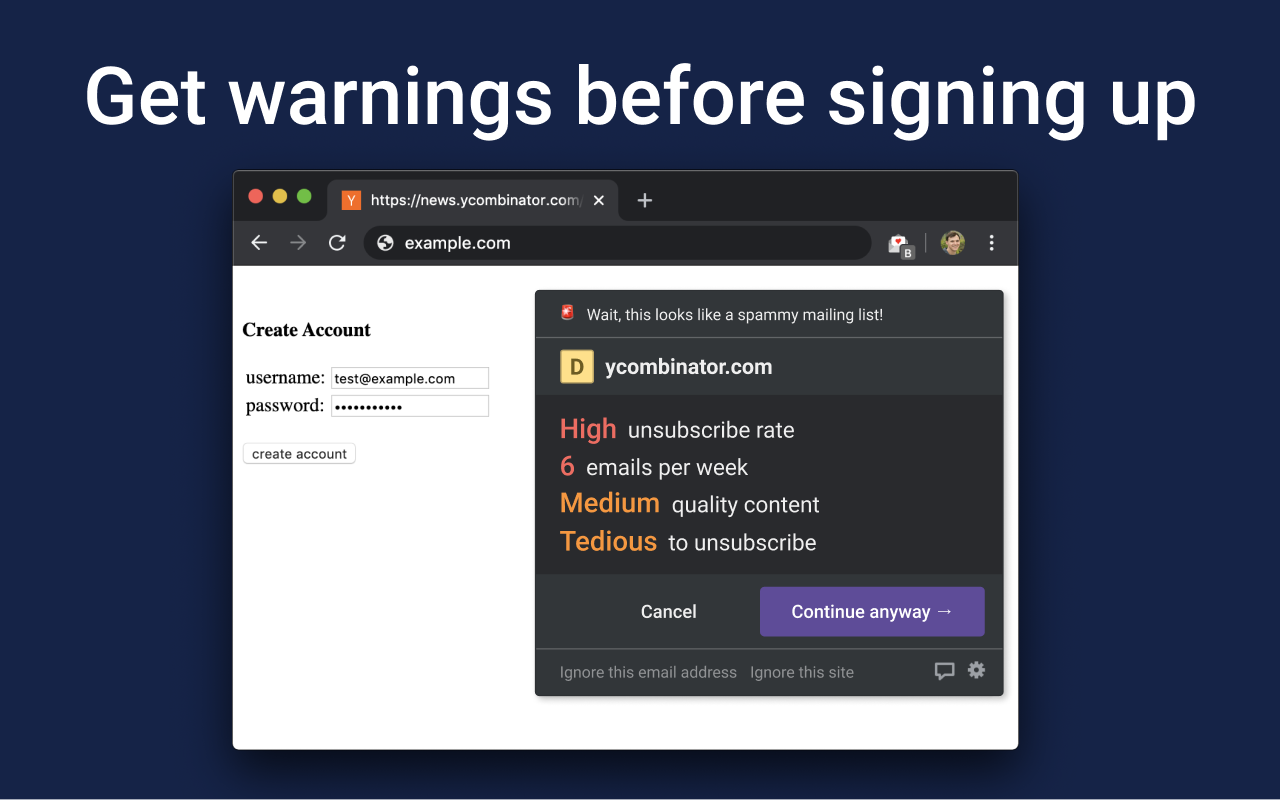 Get warnings before signing up
Y https://news.ycombinator.com/
example.com
B
Wait, this looks like a spammy mailing list!
Create Account
D ycombinator.com
username: test@example.com
password: •••••••••••
High unsubscribe rate
create account
6 emails per week
Medium quality content
Tedious to unsubscribe
Cancel Continue anyway →
Ignore this email address Ignore this site